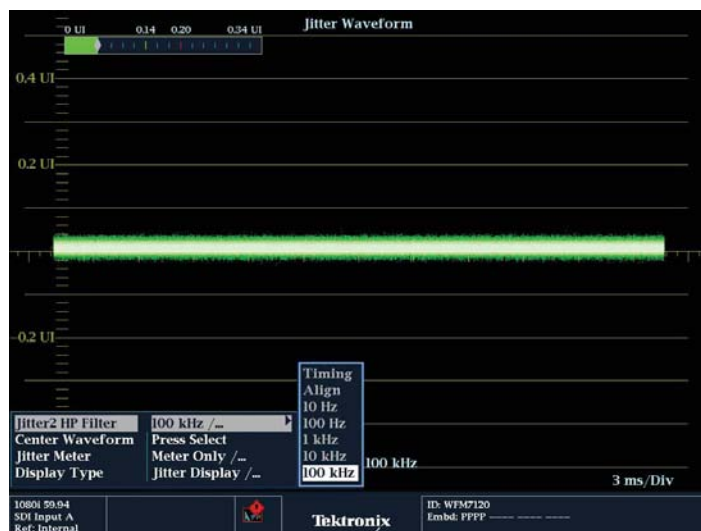 Jitter Waveform
0 UI 0.14 0.20 0.34 UI
0.4 UI
0.2 UI
-0.2 UI
Timing
Align
10 Hz
100 Hz
1 kHz
10 kHz
100 kHz
Jitter2 HP Filter 100 kHz /...
Center Waveform Press Select
Jitter Meter Meter Only /...
Display Type Jitter Display /...
100 kHz
3 ms/Div
1080i 59.94
SDI Input A
Ref: Internal
Tektronix
ID: WFM7120
Embd: PPPP ---- ---- ----